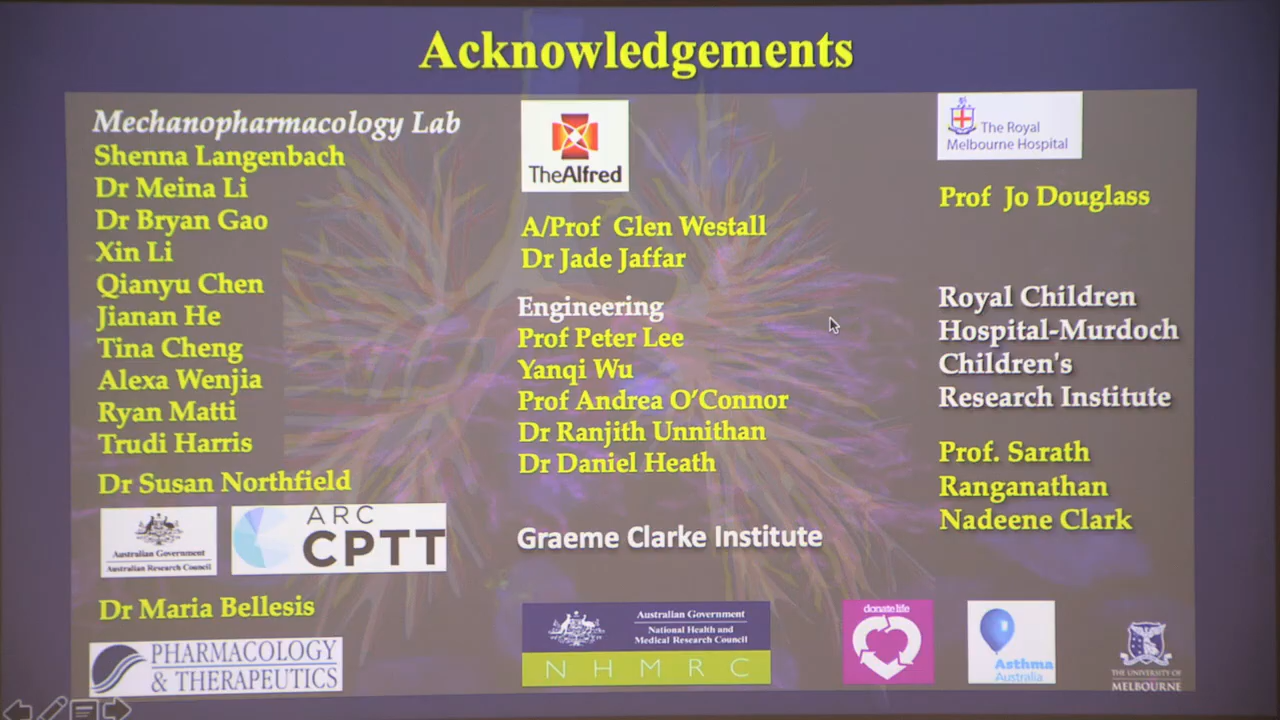 Acknowledgements
Mechanopharmacology Lab
Shenna Langenbach
Dr Meina Li
Dr Bryan Gao
Xin Li
Qianyu Chen
Jianan He
Tina Cheng
Alexa Wenjia
Ryan Matti
Trudi Harris
Dr Susan Northfield
Australian Government
Australian Research Council
ARC
CPTT
Dr Maria Bellesis
PHARMACOLOGY
& THERAPEUTICS
TheAlfred
A/Prof Glen Westall
Dr Jade Jaffar
Engineering
Prof Peter Lee
Yanqi Wu
Prof Andrea O'Connor
Dr Ranjith Unnithan
Dr Daniel Heath
Graeme Clarke Institute
Australian Government
National Health and
Medical Research Council
NHMRC
The Royal
Melbourne Hospital
Prof Jo Douglass
Royal Children
Hospital-Murdoch
Children's
Research Institute
Prof. Sarath
Ranganathan
Nadeene Clark
donatelife
Asthma
Australia
THE UNIVERSITY OF
MELBOURNE